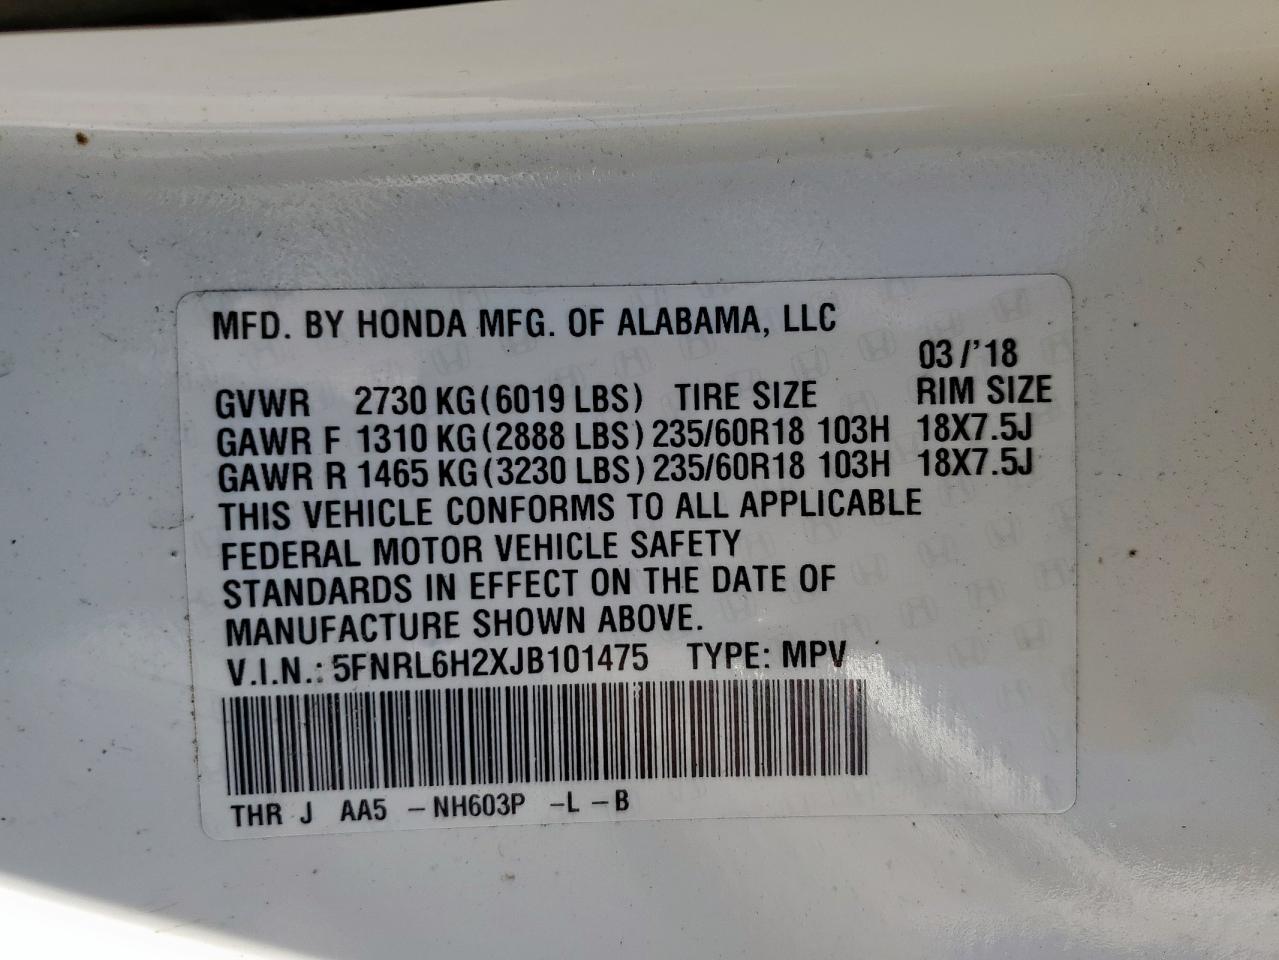 MFD. BY HONDA MFG. OF ALABAMA, LLC
03/'18
GVWR 2730 KG(6019 LBS) TIRE SIZE RIM SIZE
GAWR F 1310 KG(2888 LBS) 235/60R18 103H 18X7.5J
GAWR R 1465 KG(3230 LBS) 235/60R18 103H 18X7.5J
THIS VEHICLE CONFORMS TO ALL APPLICABLE
FEDERAL MOTOR VEHICLE SAFETY
STANDARDS IN EFFECT ON THE DATE OF
MANUFACTURE SHOWN ABOVE.
V.I.N.: 5FNRL6H2XJB101475 TYPE: MPV
THR J AA5 -NH603P -L -B